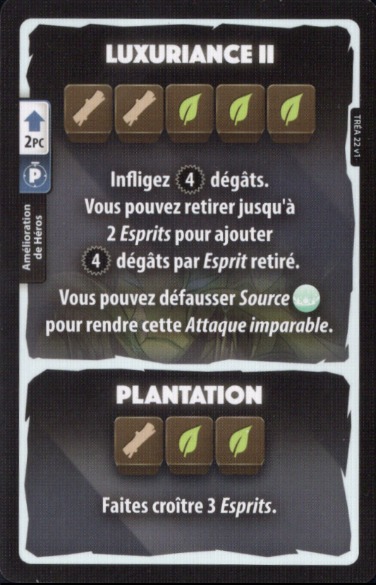 LUXURIANCE II
2PC
P
Amélioration
de Héros
TRÉA 22 v1
Infligez 4 dégâts.
Vous pouvez retirer jusqu'à
2 Esprits pour ajouter
4 dégâts par Esprit retiré.
Vous pouvez défausser Source
pour rendre cette Attaque imparable.
PLANTATION
Faites croître 3 Esprits.